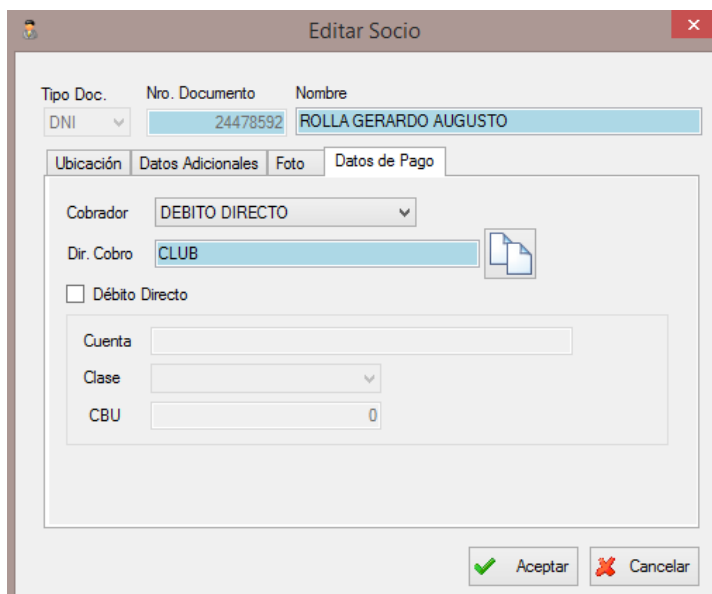 Editar Socio
Tipo Doc. Nro. Documento Nombre
DNI 24478592 ROLLA GERARDO AUGUSTO
Ubicación Datos Adicionales Foto Datos de Pago
Cobrador DEBITO DIRECTO
Dir. Cobro CLUB
Débito Directo
Cuenta
Clase
CBU 0
Aceptar Cancelar